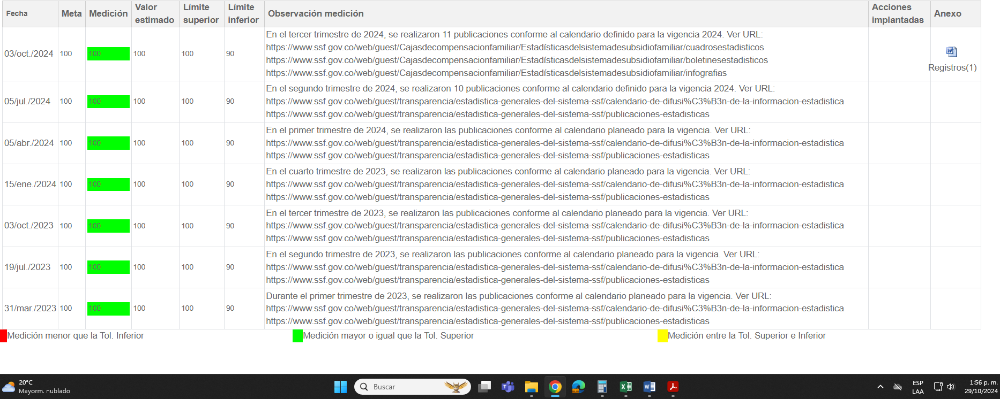 Fecha Meta Medición Valor estimado Límite superior Límite inferior Observación medición Acciones implantadas Anexo
03/oct./2024 100 100 100 100 90 En el tercer trimestre de 2024, se realizaron 11 publicaciones conforme al calendario definido para la vigencia 2024. Ver URL:
https://www.ssf.gov.co/web/guest/Cajasdecompensacionfamiliar/Estadísticasdelsistemadesubsidiofamiliar/cuadrosestadisticos
https://www.ssf.gov.co/web/guest/Cajasdecompensacionfamiliar/Estadísticasdelsistemadesubsidiofamiliar/boletinesestadisticos
https://www.ssf.gov.co/web/guest/Cajasdecompensacionfamiliar/Estadísticasdelsistemadesubsidiofamiliar/infografias
Registros(1)
05/jul./2024 100 100 100 100 90 En el segundo trimestre de 2024, se realizaron 10 publicaciones conforme al calendario definido para la vigencia 2024. Ver URL:
https://www.ssf.gov.co/web/guest/transparencia/estadistica-generales-del-sistema-ssf/calendario-de-difusi%C3%B3n-de-la-informacion-estadistica
https://www.ssf.gov.co/web/guest/transparencia/estadistica-generales-del-sistema-ssf/publicaciones-estadisticas
05/abr./2024 100 100 100 100 90 En el primer trimestre de 2024, se realizaron las publicaciones conforme al calendario planeado para la vigencia. Ver URL:
https://www.ssf.gov.co/web/guest/transparencia/estadistica-generales-del-sistema-ssf/calendario-de-difusi%C3%B3n-de-la-informacion-estadistica
https://www.ssf.gov.co/web/guest/transparencia/estadistica-generales-del-sistema-ssf/publicaciones-estadisticas
15/ene./2024 100 100 100 100 90 En el cuarto trimestre de 2023, se realizaron las publicaciones conforme al calendario planeado para la vigencia. Ver URL:
https://www.ssf.gov.co/web/guest/transparencia/estadistica-generales-del-sistema-ssf/calendario-de-difusi%C3%B3n-de-la-informacion-estadistica
https://www.ssf.gov.co/web/guest/transparencia/estadistica-generales-del-sistema-ssf/publicaciones-estadisticas
03/oct./2023 100 100 100 100 90 En el tercer trimestre de 2023, se realizaron las publicaciones conforme al calendario planeado para la vigencia. Ver URL:
https://www.ssf.gov.co/web/guest/transparencia/estadistica-generales-del-sistema-ssf/calendario-de-difusi%C3%B3n-de-la-informacion-estadistica
https://www.ssf.gov.co/web/guest/transparencia/estadistica-generales-del-sistema-ssf/publicaciones-estadisticas
19/jul./2023 100 100 100 100 90 En el segundo trimestre de 2023, se realizaron las publicaciones conforme al calendario planeado para la vigencia. Ver URL:
https://www.ssf.gov.co/web/guest/transparencia/estadistica-generales-del-sistema-ssf/calendario-de-difusi%C3%B3n-de-la-informacion-estadistica
https://www.ssf.gov.co/web/guest/transparencia/estadistica-generales-del-sistema-ssf/publicaciones-estadisticas
31/mar./2023 100 100 100 100 90 Durante el primer trimestre de 2023, se realizaron las publicaciones conforme al calendario planeado para la vigencia. Ver URL:
https://www.ssf.gov.co/web/guest/transparencia/estadistica-generales-del-sistema-ssf/calendario-de-difusi%C3%B3n-de-la-informacion-estadistica
https://www.ssf.gov.co/web/guest/transparencia/estadistica-generales-del-sistema-ssf/publicaciones-estadisticas
Medición menor que la Tol. Inferior Medición mayor o igual que la Tol. Superior Medición entre la Tol. Superior e Inferior
20°C
Mayorm. nublado
Buscar
ESP
LAA
1:56 p. m.
29/10/2024